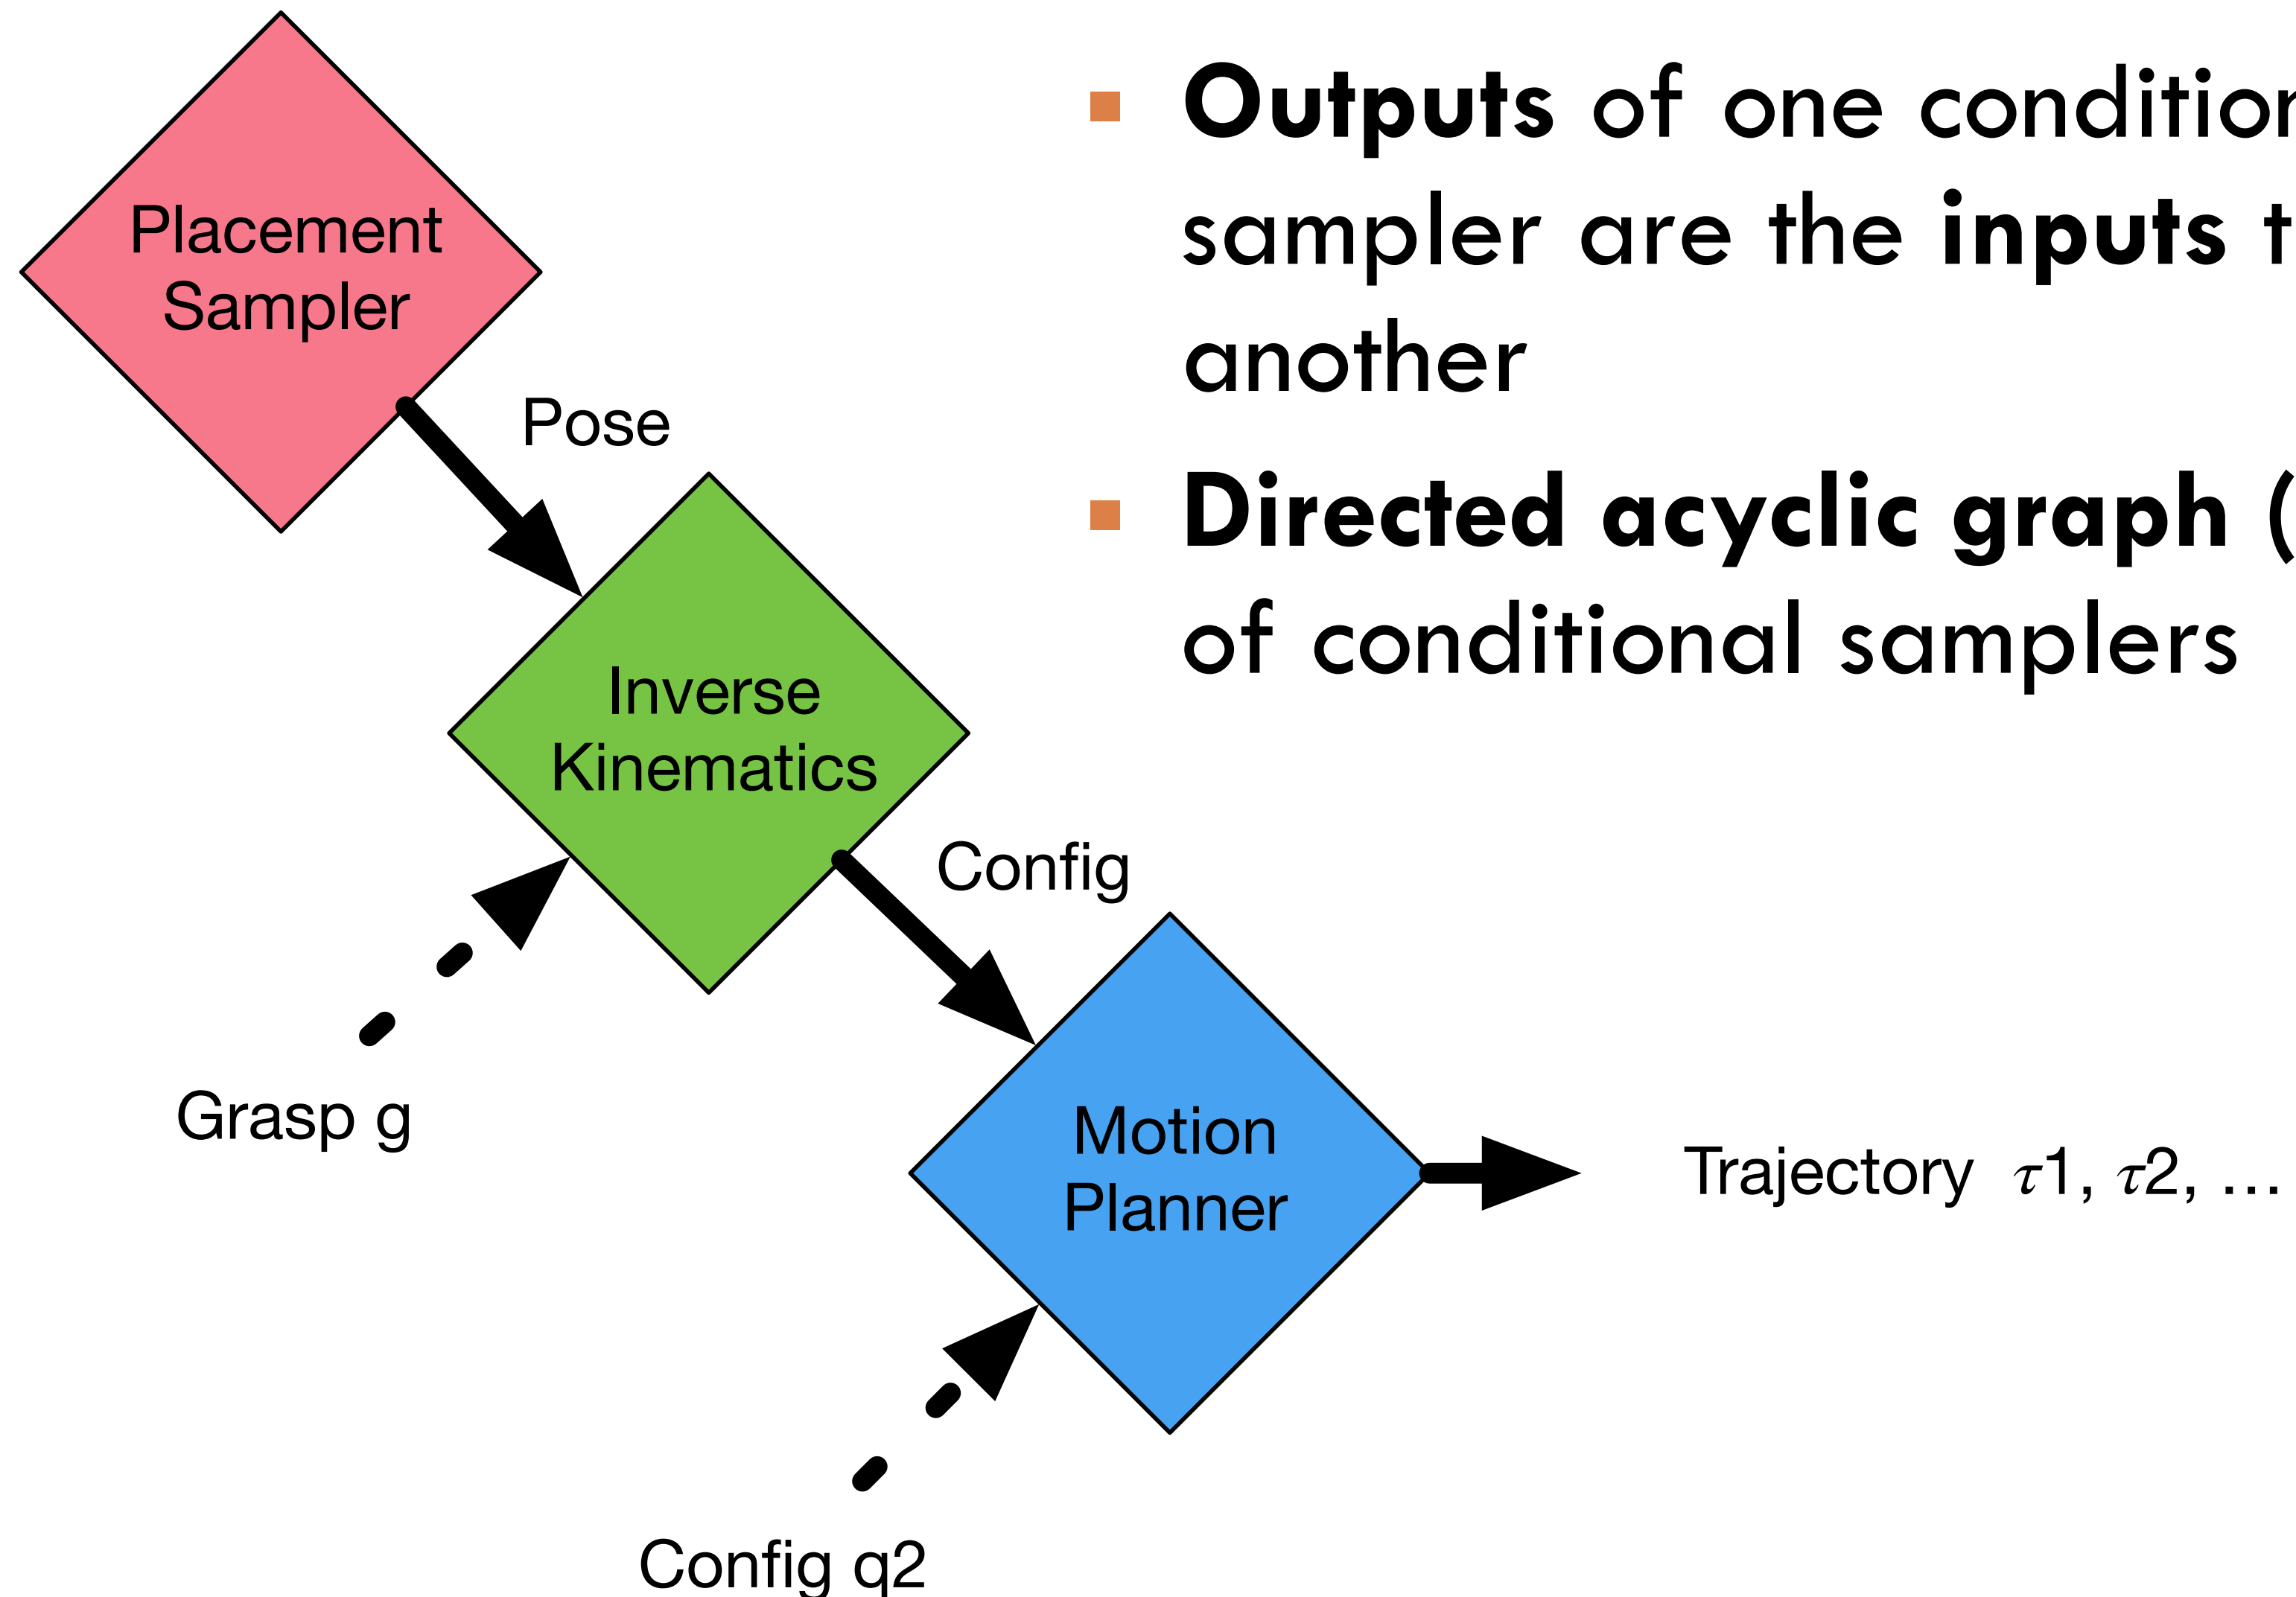 Placement
Sampler
Pose
Inverse
Kinematics
Config
Grasp g
Motion
Planner
Trajectory τ1, τ2, ...
Config q2
Outputs of one
sampler are the inputs
another
Directed acyclic graph (
of conditional samplers